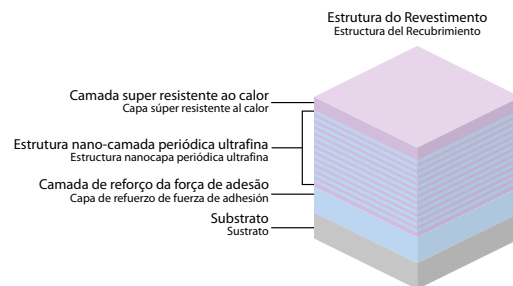 Estrutura do Revestimento
Estructura del Recubrimiento
Camada super resistente ao calor
Capa súper resistente al calor
Estrutura nano-camada periódica ultrafina
Estructura nanocapa periódica ultrafina
Camada de reforço da força de adesão
Capa de refuerzo de fuerza de adhesión
Substrato
Sustrato